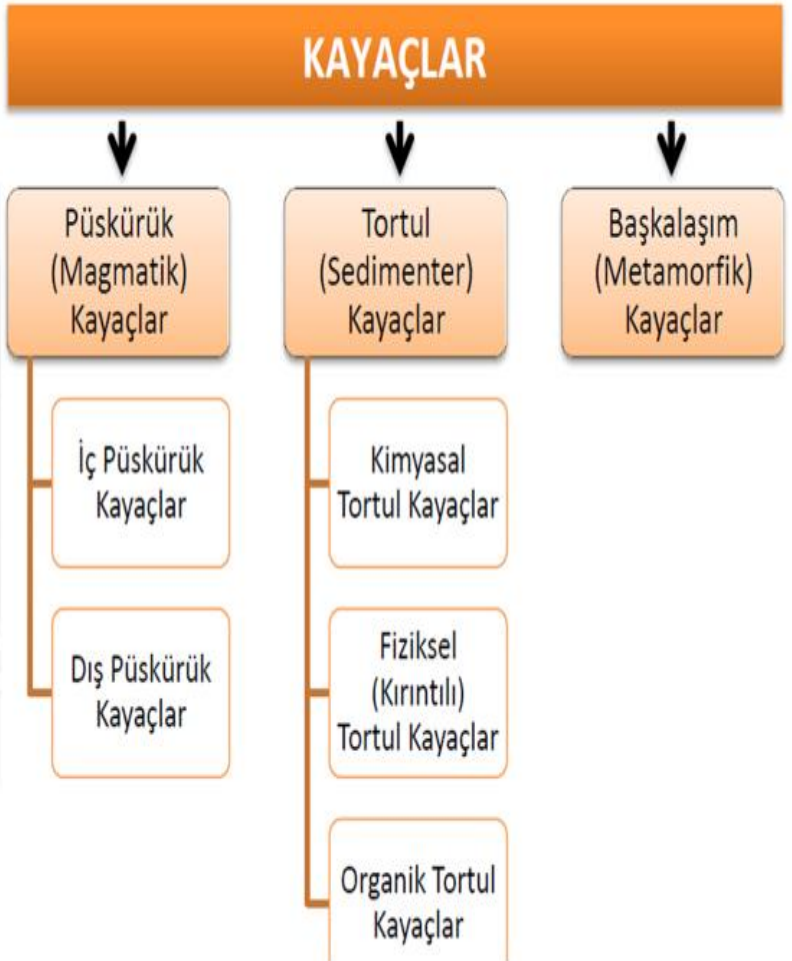 KAYAÇLAR
Püskürük
(Magmatik)
Kayaçlar
İç Püskürük
Kayaçlar
Dış Püskürük
Kayaçlar
Tortul
(Sedimenter)
Kayaçlar
Kimyasal
Tortul Kayaçlar
Fiziksel
(Kırıntılı)
Tortul Kayaçlar
Organik Tortul
Kayaçlar
Başkalaşım
(Metamorfik)
Kayaçlar